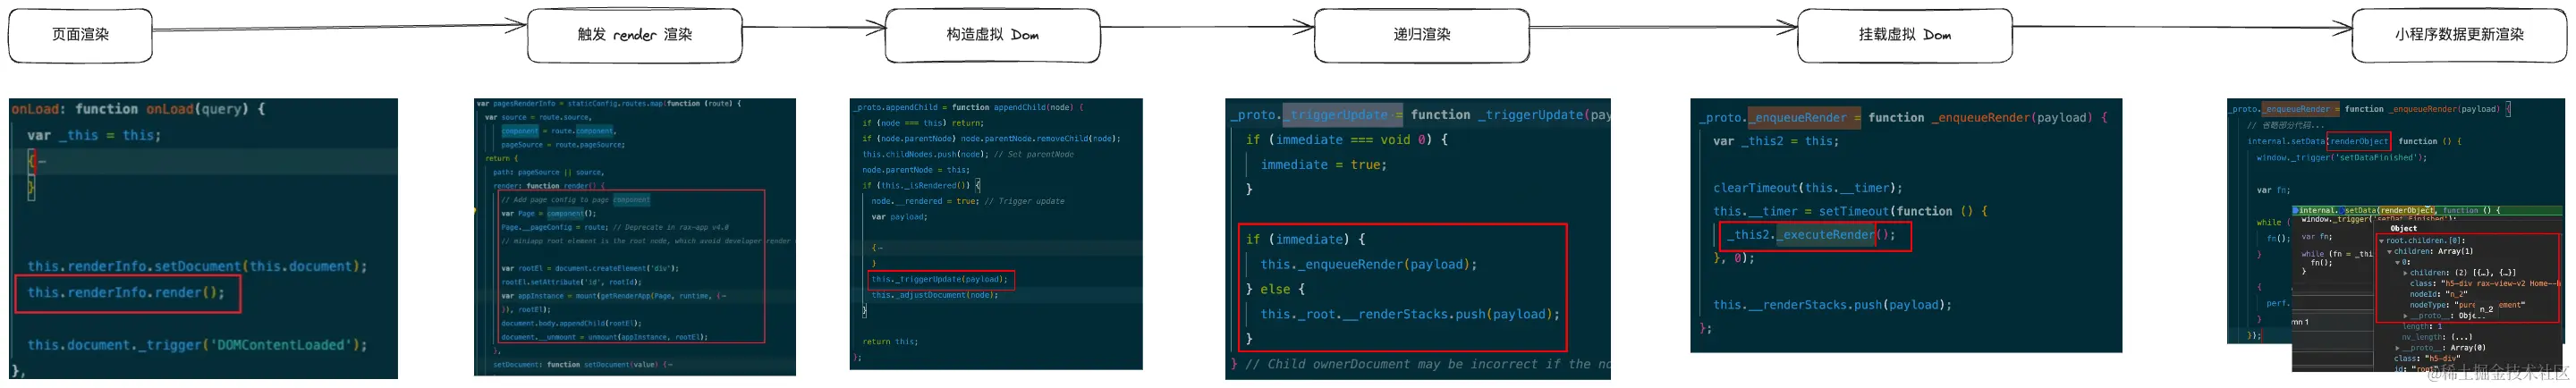 页面渲染
触发 render 渲染
构造虚拟 Dom
递归渲染
挂载虚拟 Dom
小程序数据更新渲染
onLoad: function onLoad(query) {
var _this = this;
{⋯
}
this.renderInfo.setDocument(this.document);
this.renderInfo.render();
this.document._trigger('DOMContentLoaded');
},
var pagesRenderInfo = staticConfig.routes.map(function (route) {
var source = route.source,
component = route.component,
pageSource = route.pageSource;
return {
path: pageSource || source,
render: function render() {
// Add page config to page component
var Page = component();
Page.__pageConfig = route; // Deprecate in rax-app v4.0
// miniapp root element is the root node, which avoid developer render
var rootEl = document.createElement('div');
rootEl.setAttribute('id', rootId);
var appInstance = mount(getRenderApp(Page, runtime, {⋯
}), rootEl);
document.body.appendChild(rootEl);
document.__unmount = unmount(appInstance, rootEl);
},
setDocument: function setDocument(value) {⋯
_proto.appendChild = function appendChild(node) {
if (node === this) return;
if (node.parentNode) node.parentNode.removeChild(node);
this.childNodes.push(node); // Set parentNode
node.parentNode = this;
if (this._isRendered()) {
node.__rendered = true; // Trigger update
var payload;
{⋯
}
this._triggerUpdate(payload);
this._adjustDocument(node);
}
return this;
};
_proto._triggerUpdate = function _triggerUpdate(pay
if (immediate === void 0) {
immediate = true;
}
if (immediate) {
this._enqueueRender(payload);
} else {
this._root.__renderStacks.push(payload);
}
} // Child ownerDocument may be incorrect if the no
_proto._enqueueRender = function _enqueueRender(payload) {
var _this2 = this;
clearTimeout(this.__timer);
this.__timer = setTimeout(function () {
_this2._executeRender();
}, 0);
this.__renderStacks.push(payload);
};
_proto._enqueueRender = function _enqueueRender(payload) {
// 省略部分代码...
internal.setData(renderObject, function () {
window._trigger('setDataFinished');
var fn;
while (
fn();
}
{
perf.
}
});
internal.setData(renderObject, function () {
window._trigger('setDataFinished');
var fn;
while (fn = _thi
fn();
}
Object
root.children.[0]:
children: Array(1)
0:
children: (2) [{…}, {…}]
class: "h5-div rax-view-v2 Home--
nodeId: "n_2"
n_2
__proto__: Object
length: 1
nv_length: (...)
__proto__: Array(0)
class: "h5-div"
id: "root"
@稀土掘金技术社区